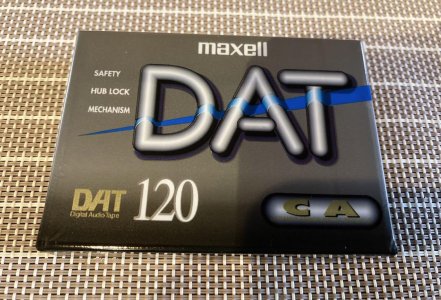 maxell
SAFETY
HUB LOCK
MECHANISM
DAT
DAT 120
Digital Audio Tape
CA